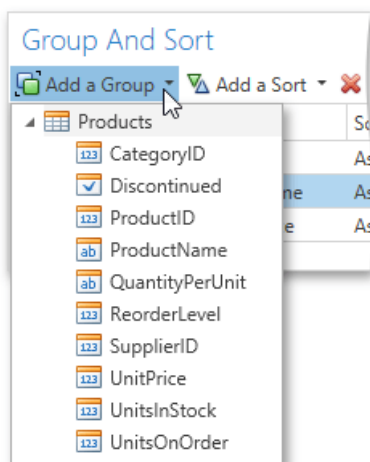 Group And Sort
Add a Group Add a Sort
Products
CategoryID
Discontinued
ProductID
ProductName
QuantityPerUnit
ReorderLevel
SupplierID
UnitPrice
UnitsInStock
UnitsOnOrder